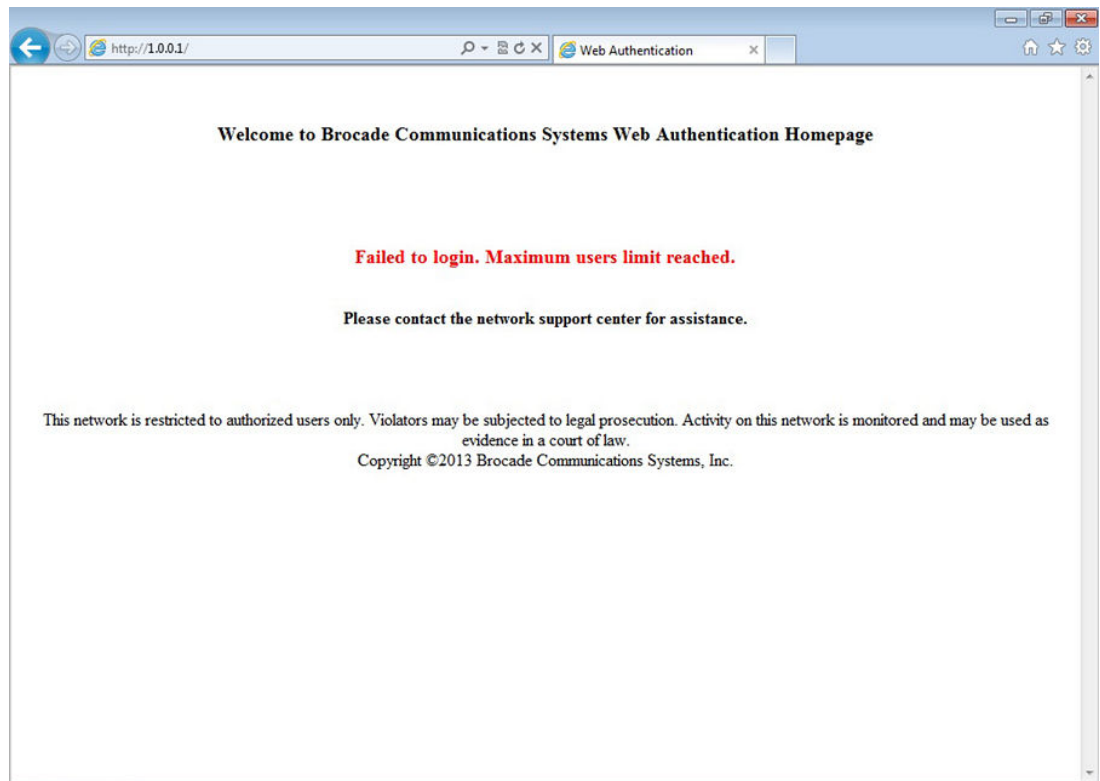 http://1.0.0.1/
Web Authentication
Welcome to Brocade Communications Systems Web Authentication Homepage
Failed to login. Maximum users limit reached.
Please contact the network support center for assistance.
This network is restricted to authorized users only. Violators may be subjected to legal prosecution. Activity on this network is monitored and may be used as
evidence in a court of law.
Copyright ©2013 Brocade Communications Systems, Inc.